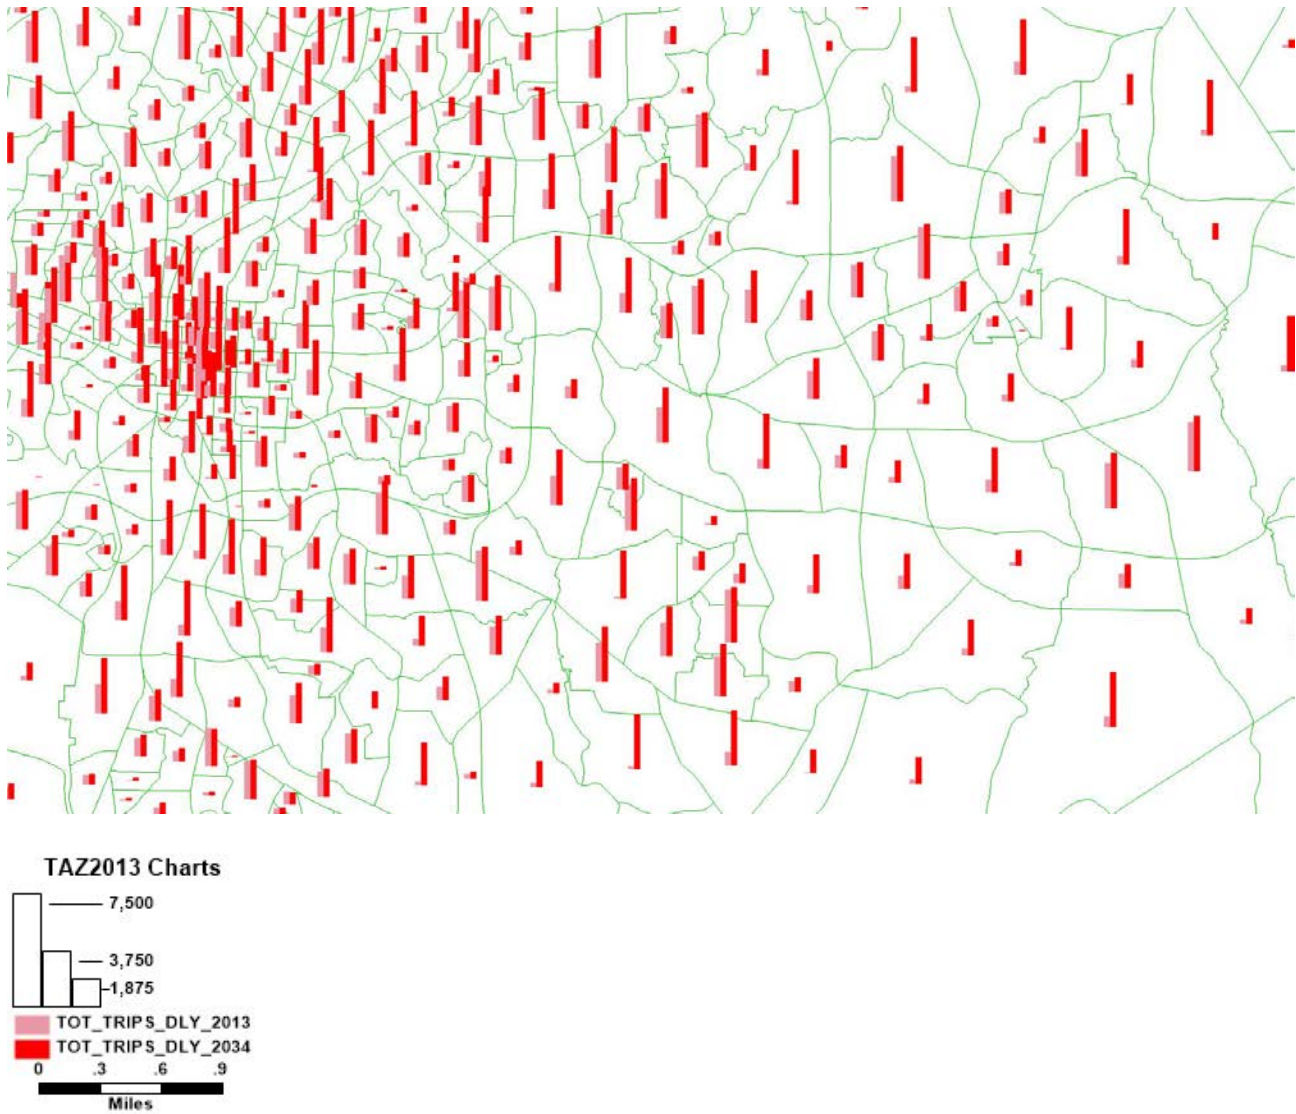 TAZ2013 Charts
7,500
3,750
1,875
TOT_TRIPS_DLY_2013
TOT_TRIPS_DLY_2034
0 .3 .6 .9
Miles